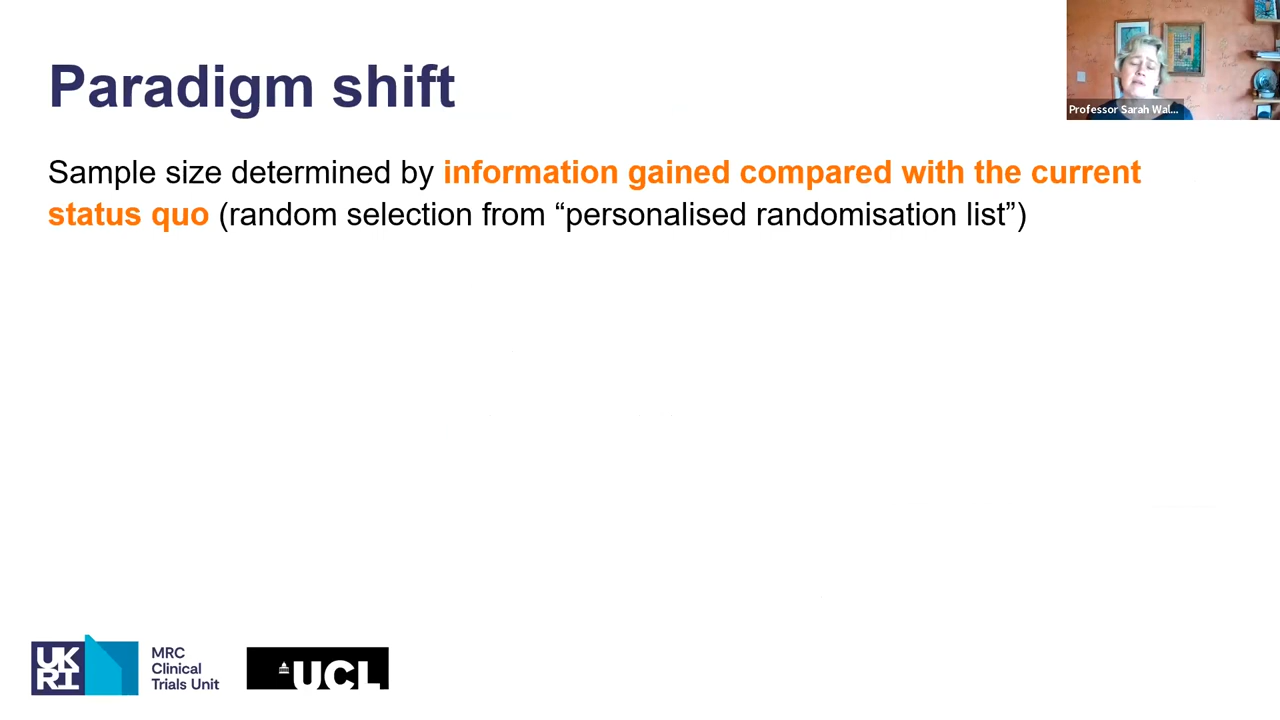 Paradigm shift
Professor Sarah Wal...
Sample size determined by information gained compared with the current
status quo (random selection from “personalised randomisation list”)
UK
RI
MRC
Clinical
Trials Unit
UCL